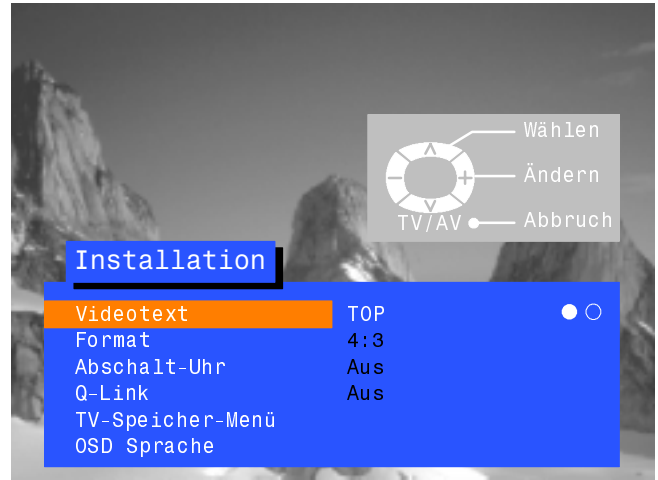 Wählen
Ändern
TV/AV Abbruch
Installation
Videotext TOP
Format 4:3
Abschalt-Uhr Aus
Q-Link Aus
TV-Speicher-Menü
OSD Sprache